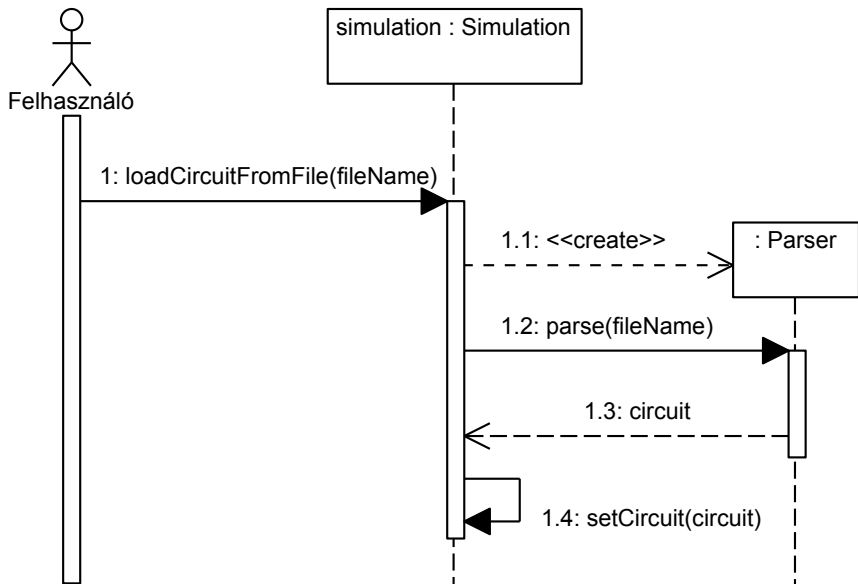 simulation : Simulation
Felhasználó
1: loadCircuitFromFile(fileName)
1.1: <<create>>
: Parser
1.2: parse(fileName)
1.3: circuit
1.4: setCircuit(circuit)